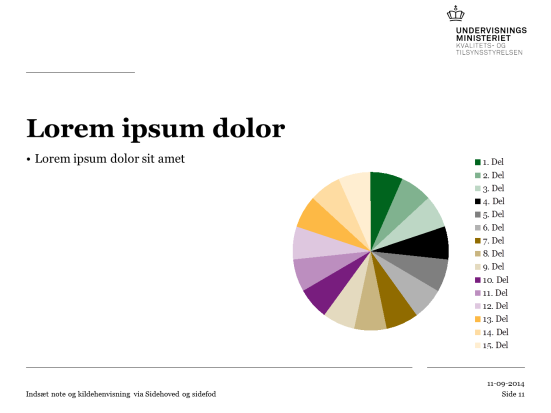 UNDERVISNINGS
MINISTERIET
KVALITETS- OG
TILSYNSSTYRELSEN
Lorem ipsum dolor
• Lorem ipsum dolor sit amet
1. Del
2. Del
3. Del
4. Del
5. Del
6. Del
7. Del
8. Del
9. Del
10. Del
11. Del
12. Del
13. Del
14. Del
15. Del
11-09-2014
Indsæt note og kildehenvisning via Sidehoved og sidefod
Side 11